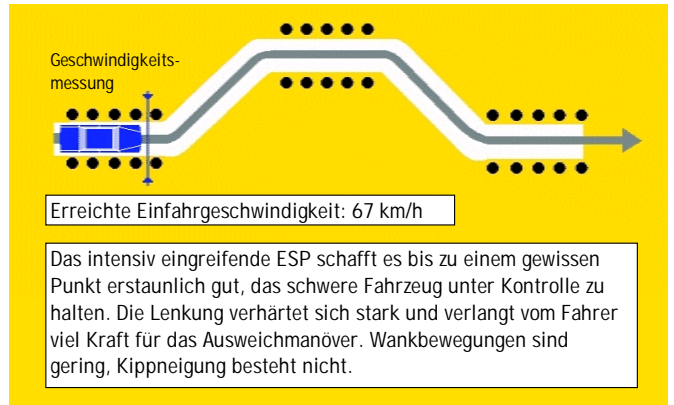 Geschwindigkeits-
messung
Erreichte Einfahrgeschwindigkeit: 67 km/h
Das intensiv eingreifende ESP schafft es bis zu einem gewissen
Punkt erstaunlich gut, das schwere Fahrzeug unter Kontrolle zu
halten. Die Lenkung verhärtet sich stark und verlangt vom Fahrer
viel Kraft für das Ausweichmanöver. Wankbewegungen sind
gering, Kippneigung besteht nicht.